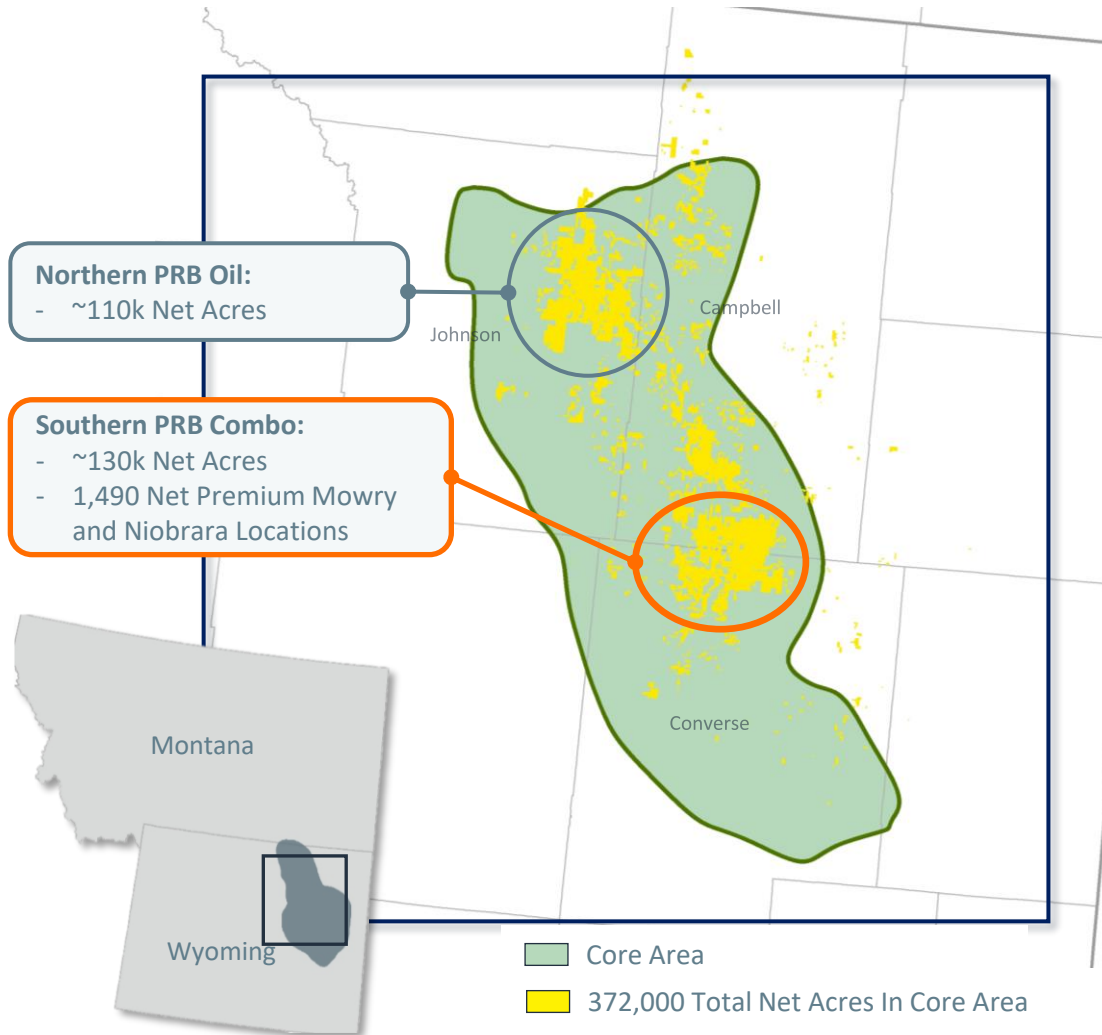 Northern PRB Oil:
- ~110k Net Acres
Johnson
Campbell
Southern PRB Combo:
- ~130k Net Acres
- 1,490 Net Premium Mowry
and Niobrara Locations
Converse
Montana
Wyoming
Core Area
372,000 Total Net Acres In Core Area